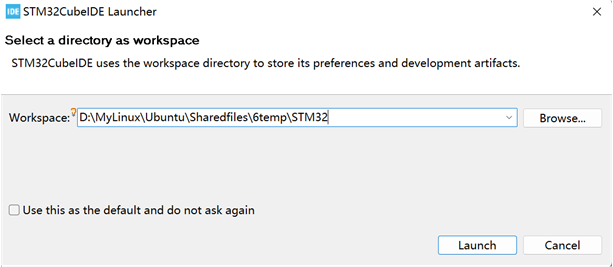 IDE STM32CubeIDE Launcher
Select a directory as workspace
STM32CubeIDE uses the workspace directory to store its preferences and development artifacts.
Workspace: D:\MyLinux\Ubuntu\Sharedfiles\6temp\STM32 Browse...
Use this as the default and do not ask again
Launch Cancel